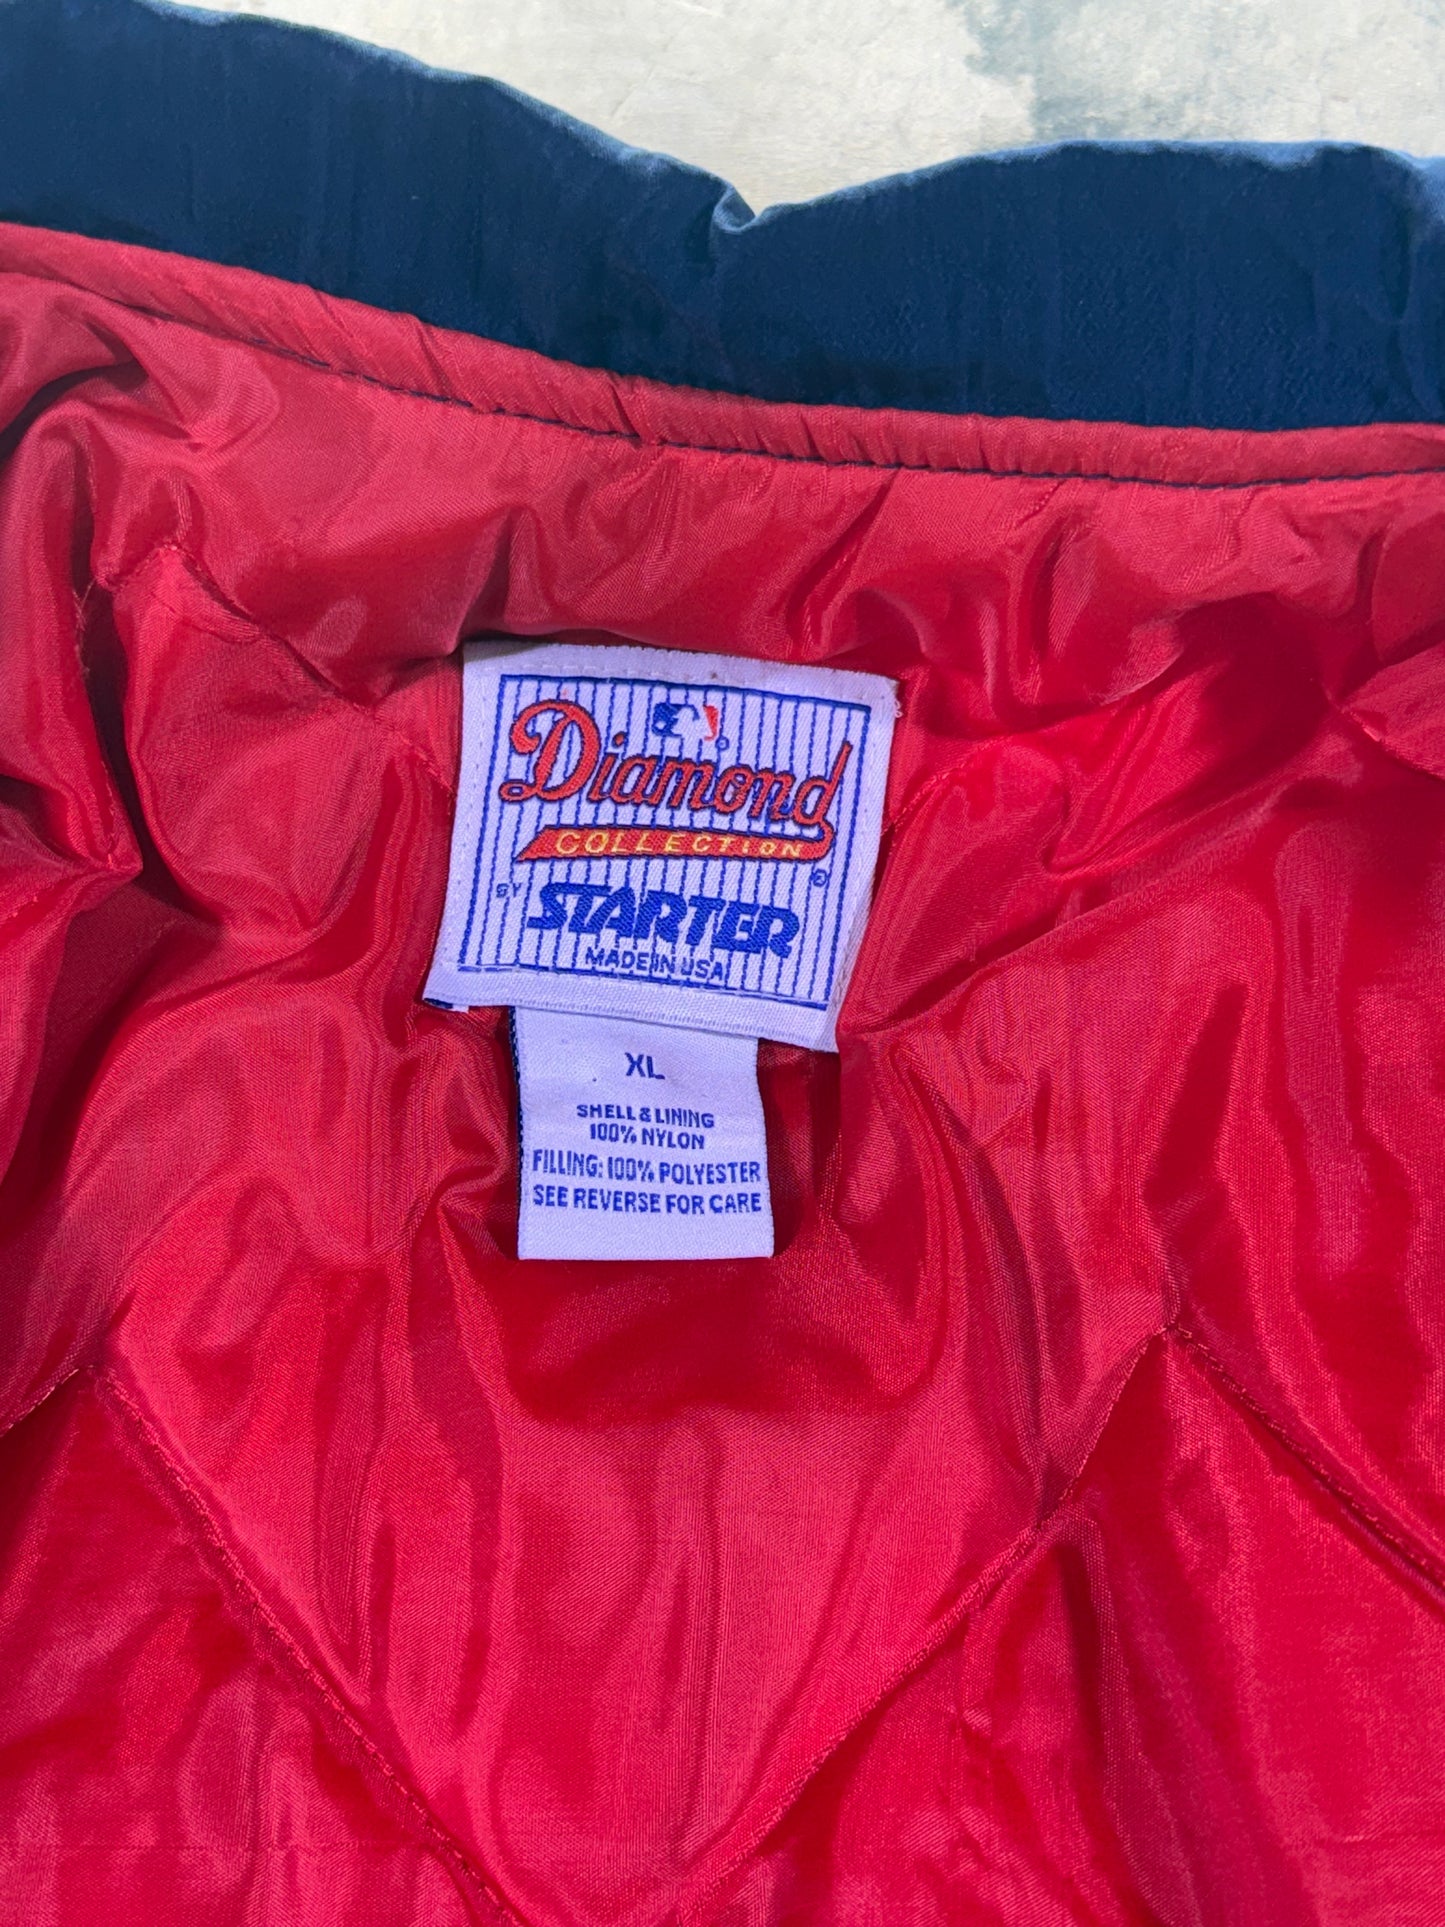 Diamond
COLLECTION
®
BY STARTER
MADE IN USA
XL
SHELL & LINING
100% NYLON
FILLING: 100% POLYESTER
SEE REVERSE FOR CARE